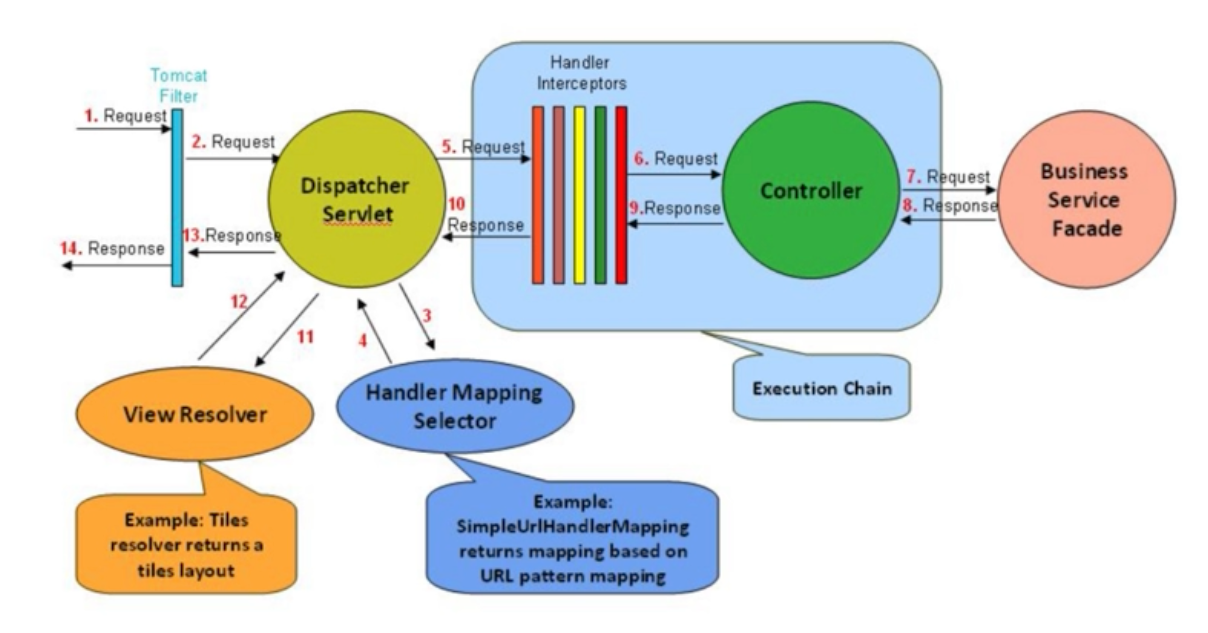 Tomcat
Filter
1. Request
2. Request
Dispatcher
Servlet
13.Response
14. Response
Handler
Interceptors
5. Request
10
Response
6. Request
9.Response
Controller
7. Request
8. Response
Business
Service
Facade
12
11
4
3
View Resolver
Handler Mapping
Selector
Execution Chain
Example: Tiles
resolver returns a
tiles layout
Example:
SimpleUrlHandlerMapping
returns mapping based on
URL pattern mapping